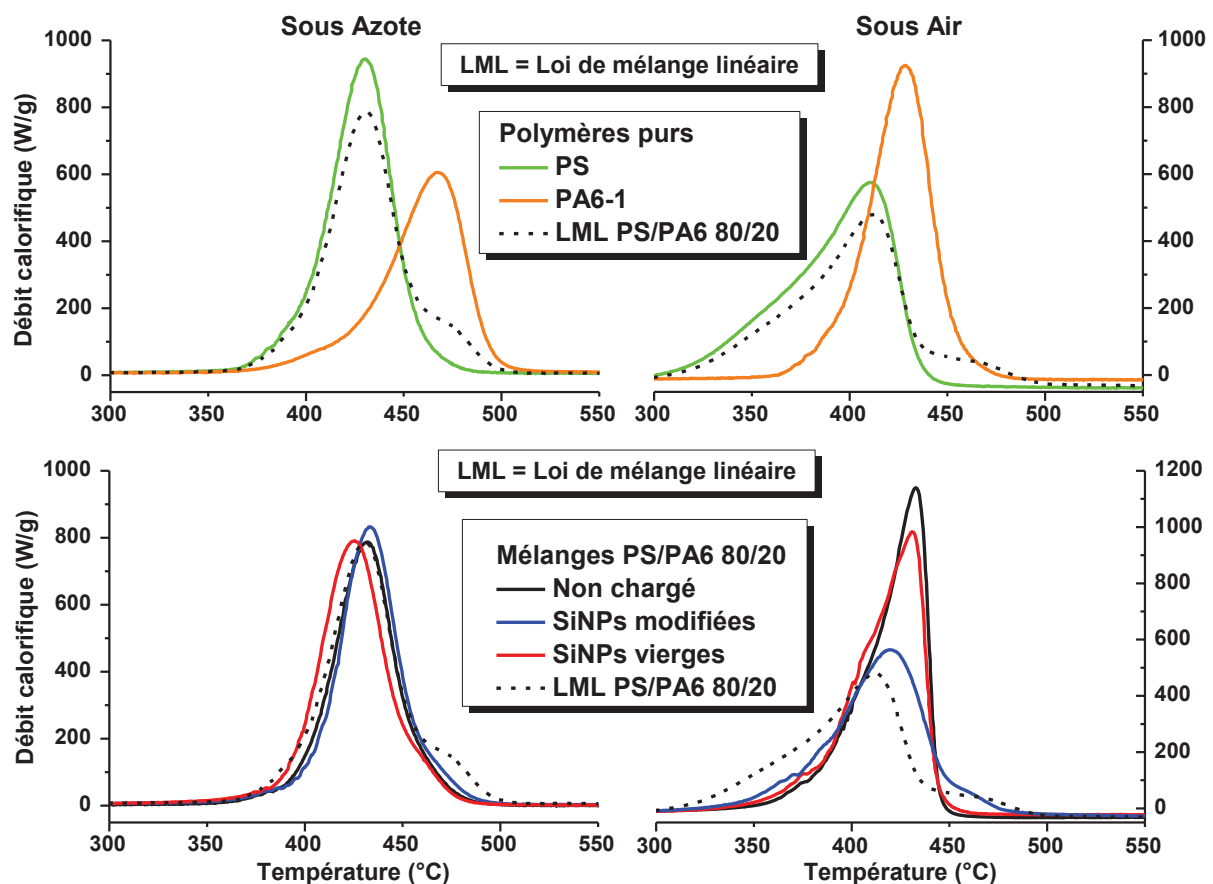 Sous Azote
Sous Air
LML = Loi de mélange linéaire
Polymères purs
PS
PA6-1
LML PS/PA6 80/20
Débit calorifique (W/g)
1000
800
600
400
200
0
300 350 400 450 500 550
1000
800
600
400
200
0
300 400 500 550
LML = Loi de mélange linéaire
Mélanges PS/PA6 80/20
Non chargé
SiNPs modifiées
SiNPs vierges
LML PS/PA6 80/20
Débit calorifique (W/g)
1000
800
600
400
200
0
300 350 400 450 500 550
1200
1000
800
600
400
200
0
300 400 500 550
Température (°C)
Température (°C)